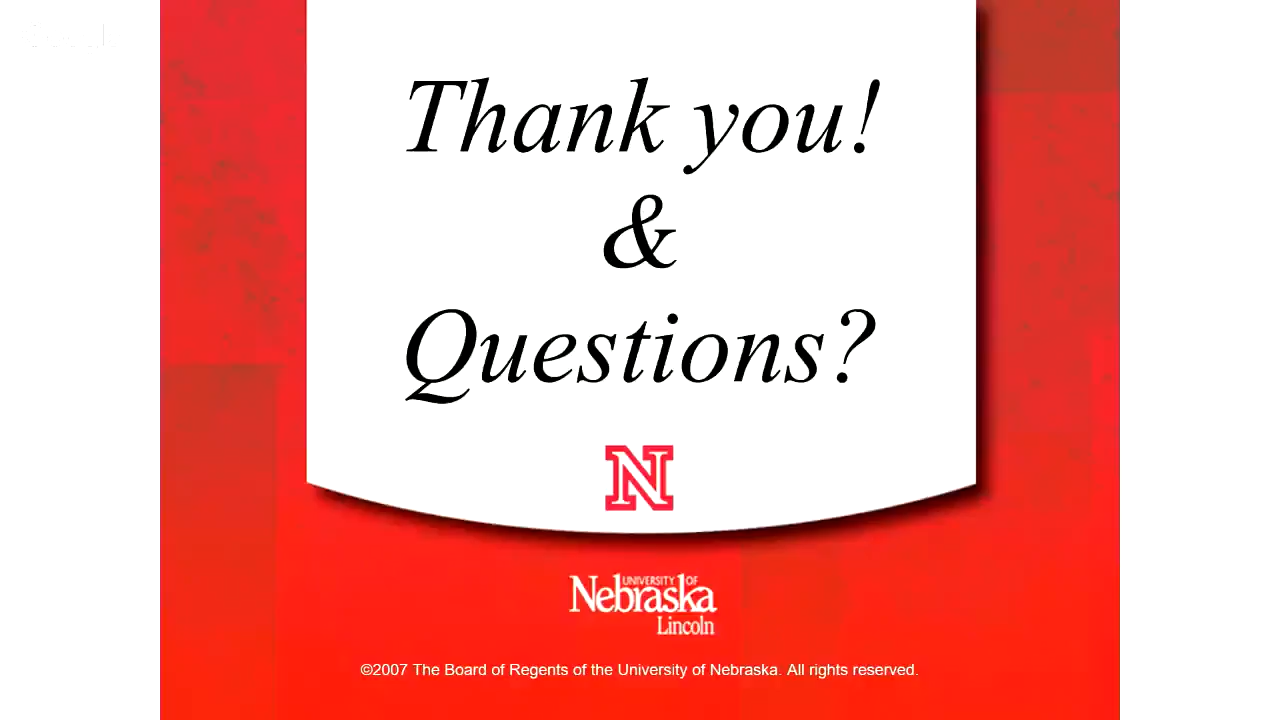 Thank you!
&
Questions?
N
UNIVERSITY OF
Nebraska
Lincoln
©2007 The Board of Regents of the University of Nebraska. All rights reserved.